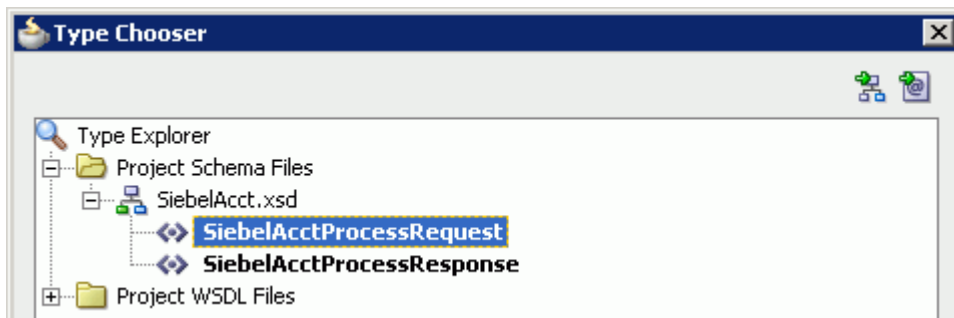 Type Chooser
Type Explorer
Project Schema Files
SiebelAcct.xsd
SiebelAcctProcessRequest
SiebelAcctProcessResponse
Project WSDL Files